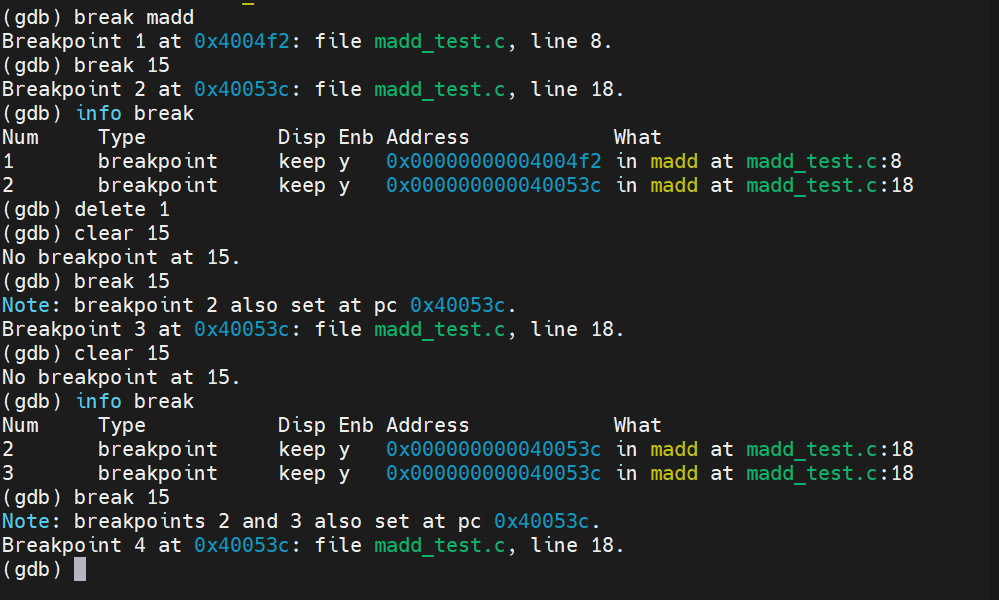 (gdb) break madd
Breakpoint 1 at 0x4004f2: file madd_test.c, line 8.
(gdb) break 15
Breakpoint 2 at 0x40053c: file madd_test.c, line 18.
(gdb) info break
Num     Type           Disp Enb Address            What
1       breakpoint     keep y   0x00000000004004f2 in madd at madd_test.c:8
2       breakpoint     keep y   0x000000000040053c in madd at madd_test.c:18
(gdb) delete 1
(gdb) clear 15
No breakpoint at 15.
(gdb) break 15
Note: breakpoint 2 also set at pc 0x40053c.
Breakpoint 3 at 0x40053c: file madd_test.c, line 18.
(gdb) clear 15
No breakpoint at 15.
(gdb) info break
Num     Type           Disp Enb Address            What
2       breakpoint     keep y   0x000000000040053c in madd at madd_test.c:18
3       breakpoint     keep y   0x000000000040053c in madd at madd_test.c:18
(gdb) break 15
Note: breakpoints 2 and 3 also set at pc 0x40053c.
Breakpoint 4 at 0x40053c: file madd_test.c, line 18.
(gdb)